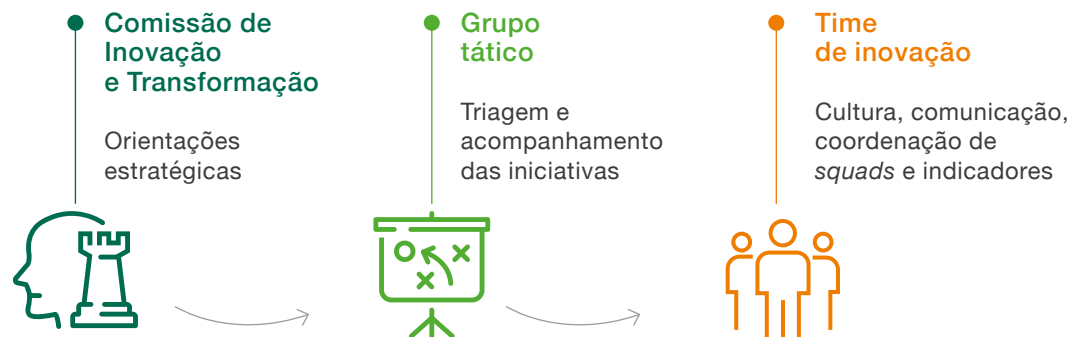 Comissão de
Inovação
e Transformação
Orientações
estratégicas
Grupo
tático
Triagem e
acompanhamento
das iniciativas
Time
de inovação
Cultura, comunicação,
coordenação de
squads e indicadores